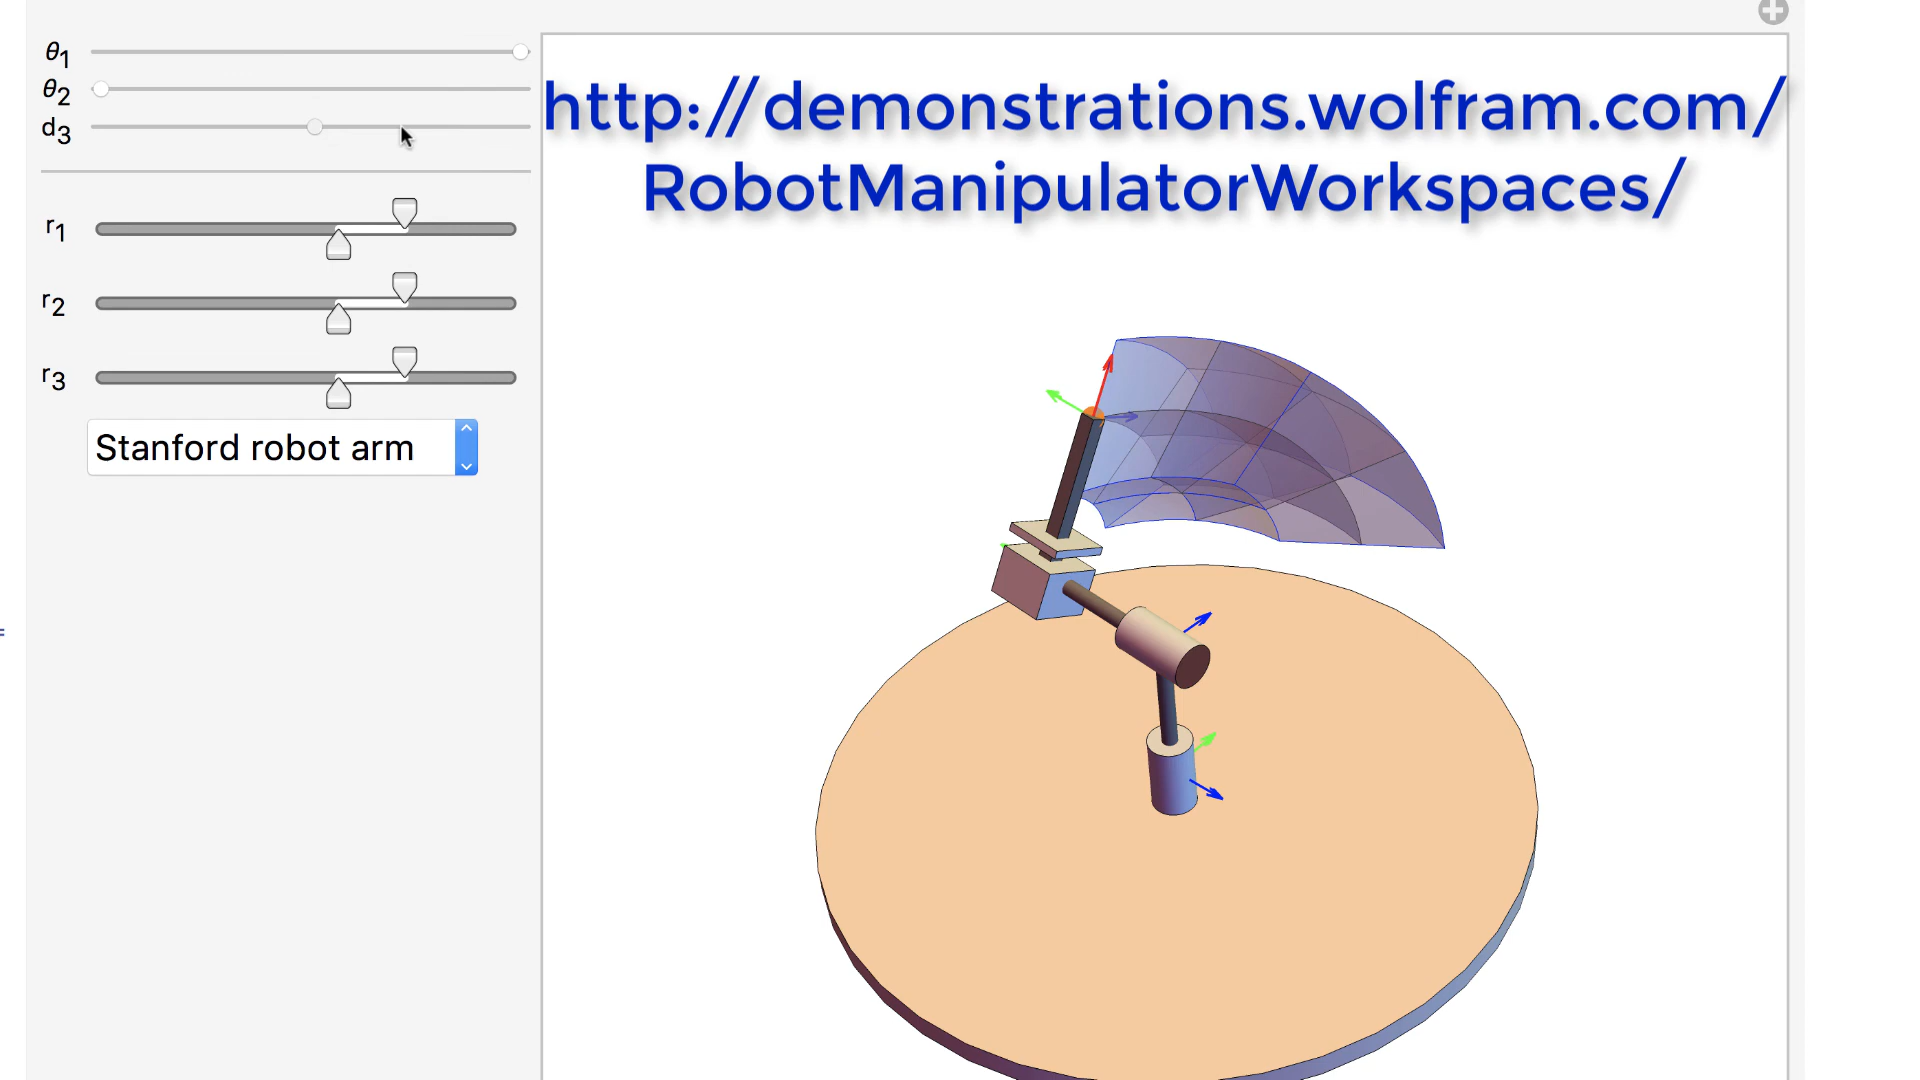 θ1
θ2
d3
r1
r2
r3
Stanford robot arm
http://demonstrations.wolfram.com/
RobotManipulatorWorkspaces/